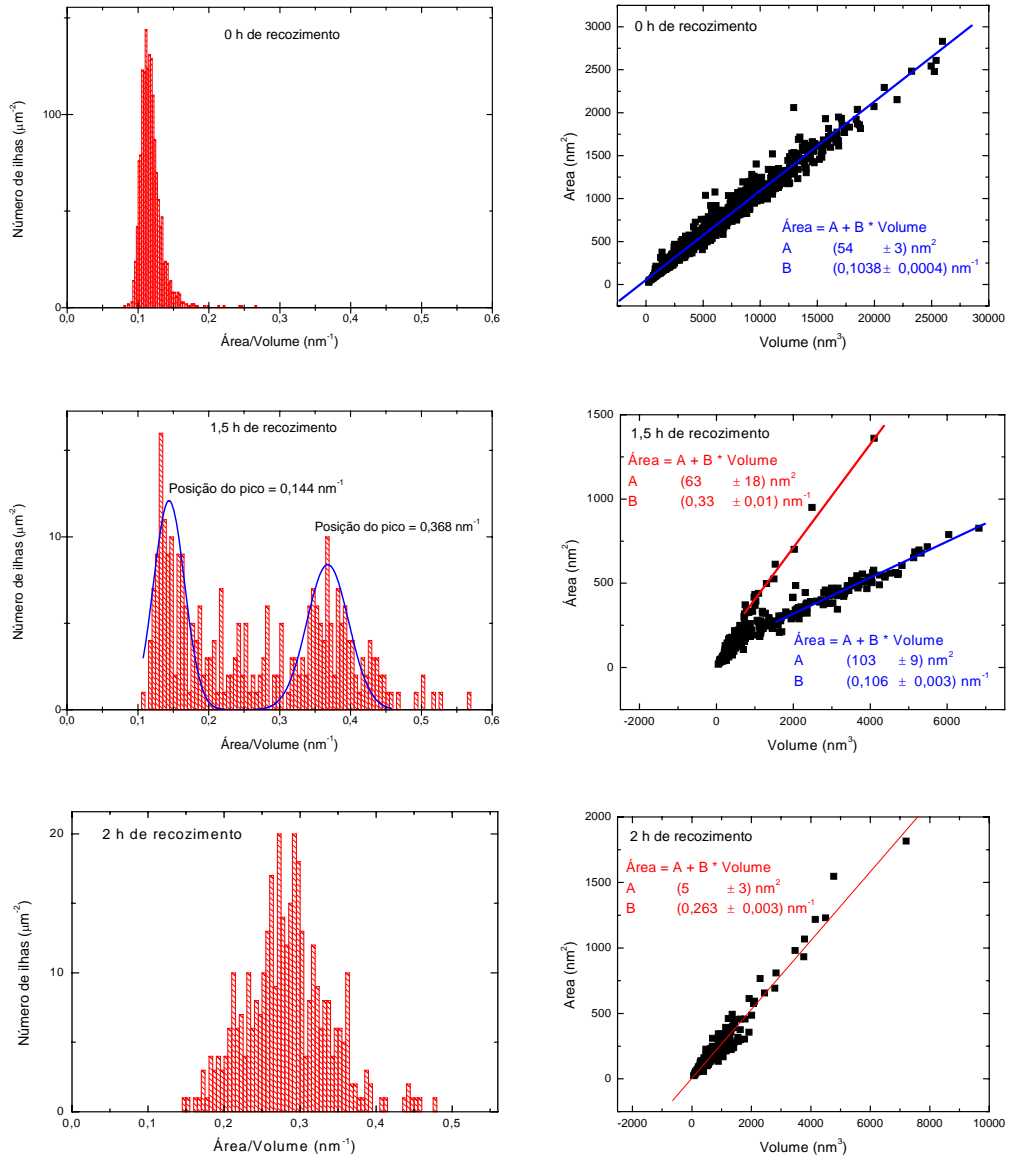 0 h de recozimento
Número de ilhas (μm⁻²)
100
0
0,0 0,1 0,2 0,3 0,4 0,5 0,6
Área/Volume (nm⁻¹)
0 h de recozimento
Area (nm²)
3000
2500
2000
1500
1000
500
0
Área = A + B * Volume
A (54 ± 3) nm²
B (0,1038 ± 0,0004) nm⁻¹
0 5000 10000 15000 20000 25000 30000
Volume (nm³)
1,5 h de recozimento
Número de ilhas (μm⁻²)
10
0
Posição do pico = 0,144 nm⁻¹
Posição do pico = 0,368 nm⁻¹
0,0 0,1 0,2 0,3 0,4 0,5 0,6
Área/Volume (nm⁻¹)
1,5 h de recozimento
Área = A + B * Volume
A (63 ± 18) nm²
B (0,33 ± 0,01) nm⁻¹
Área (nm²)
1500
1000
500
0
Área = A + B * Volume
A (103 ± 9) nm²
B (0,106 ± 0,003) nm⁻¹
-2000 0 2000 4000 6000
Volume (nm³)
2 h de recozimento
Número de ilhas (μm⁻²)
20
10
0
0,0 0,1 0,2 0,3 0,4 0,5
Área/Volume (nm⁻¹)
2 h de recozimento
Área = A + B * Volume
A (5 ± 3) nm²
B (0,263 ± 0,003) nm⁻¹
Area (nm²)
2000
1500
1000
500
0
-2000 0 2000 4000 6000 8000 10000
Volume (nm³)